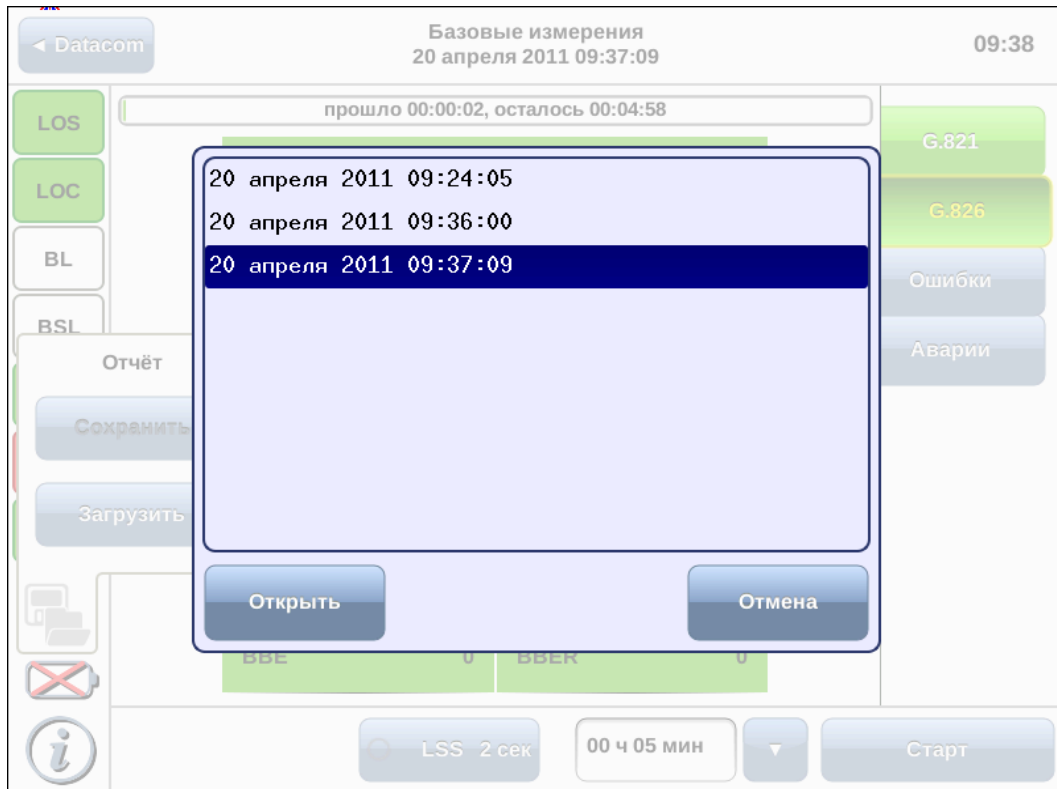 ◄ Datacom
Базовые измерения
20 апреля 2011 09:37:09
09:38
прошло 00:00:02, осталось 00:04:58
LOS
LOC
BL
BSL
G.821
G.826
Ошибки
Аварии
20 апреля 2011 09:24:05
20 апреля 2011 09:36:00
20 апреля 2011 09:37:09
Отчёт
Сохранить
Загрузить
Открыть
Отмена
BBE 0 BBER 0
LSS 2 сек
00 ч 05 мин
▼
Старт